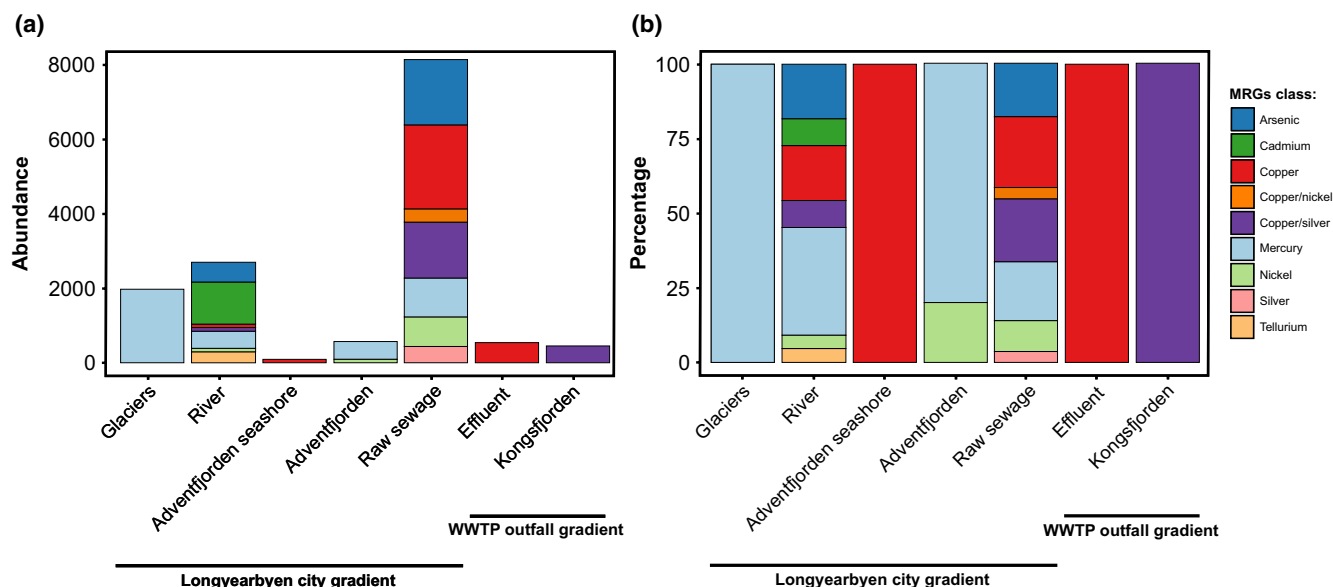 (a)
Abundance
8000
6000
4000
2000
0
Glaciers
River
Adventfjorden seashore
Adventfjorden
Raw sewage
Effluent
Kongsfjorden
WWTP outfall gradient
Longyearbyen city gradient
(b)
Percentage
100
75
50
25
0
Glaciers
River
Adventfjorden seashore
Adventfjorden
Raw sewage
Effluent
Kongsfjorden
WWTP outfall gradient
Longyearbyen city gradient
MRGs class:
Arsenic
Cadmium
Copper
Copper/nickel
Copper/silver
Mercury
Nickel
Silver
Tellurium